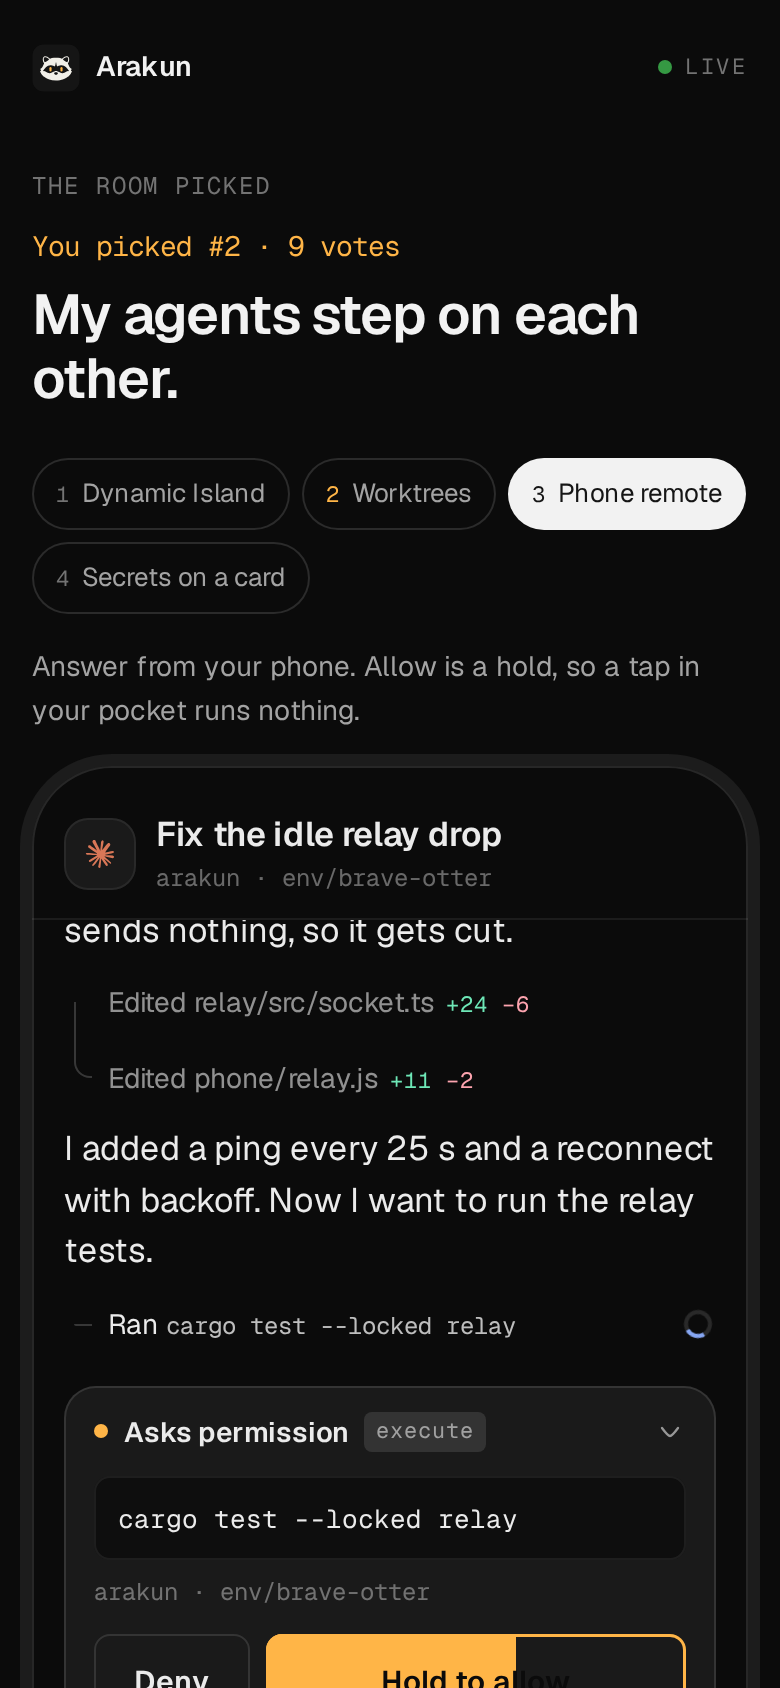 Arakun
LIVE
THE ROOM PICKED
You picked #2 · 9 votes
My agents step on each
other.
1 Dynamic Island
2 Worktrees
3 Phone remote
4 Secrets on a card
Answer from your phone. Allow is a hold, so a tap in
your pocket runs nothing.
Fix the idle relay drop
arakun · env/brave-otter
sends nothing, so it gets cut.
Edited relay/src/socket.ts +24 −6
Edited phone/relay.js +11 −2
I added a ping every 25 s and a reconnect
with backoff. Now I want to run the relay
tests.
Ran cargo test --locked relay
Asks permission execute
cargo test --locked relay
arakun · env/brave-otter
Deny
Hold to allow